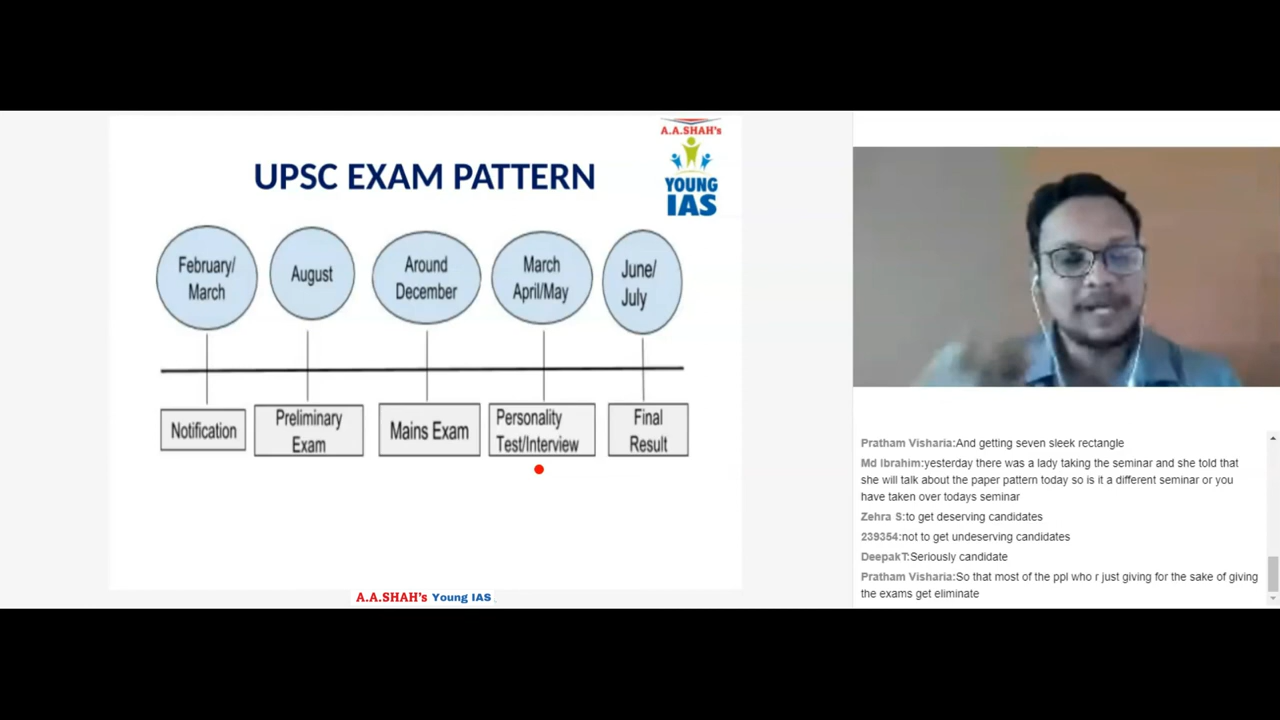 A.A.SHAH's
YOUNG
IAS
UPSC EXAM PATTERN
February/
March
August
Around
December
March
April/May
June/
July
Notification
Preliminary
Exam
Mains Exam
Personality
Test/Interview
Final
Result
A.A.SHAH's Young IAS
Pratham Visharia:And getting seven sleek rectangle
Md Ibrahim:yesterday there was a lady taking the seminar and she told that
she will talk about the paper pattern today so is it a different seminar or you
have taken over todays seminar
Zehra S:to get deserving candidates
239354:not to get undeserving candidates
DeepakT:Seriously candidate
Pratham Visharia:So that most of the ppl who r just giving for the sake of giving
the exams get eliminate